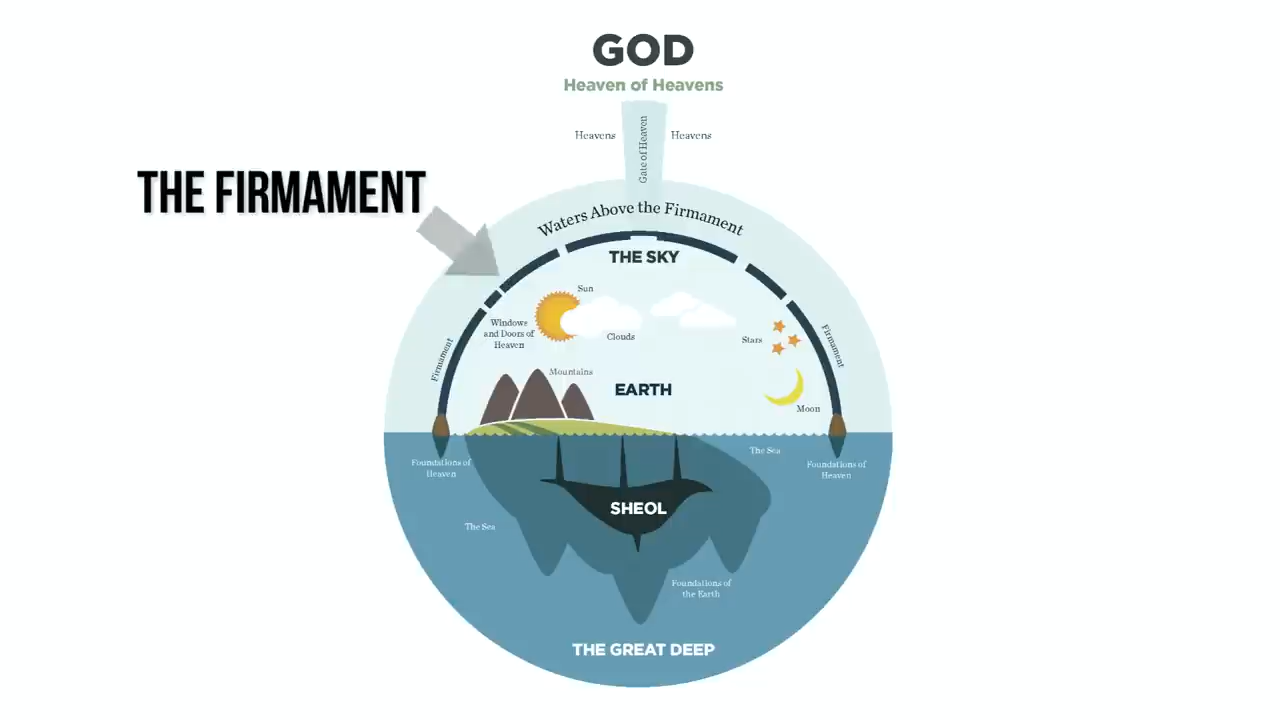 GOD
Heaven of Heavens
Heavens
Gate of Heaven
Heavens
THE FIRMAMENT
Waters Above the Firmament
THE SKY
Sun
Windows
and Doors of
Heaven
Clouds
Stars
Firmament
Firmament
Mountains
EARTH
Moon
The Sea
Foundations of
Heaven
Foundations of
Heaven
SHEOL
The Sea
Foundations of
the Earth
THE GREAT DEEP